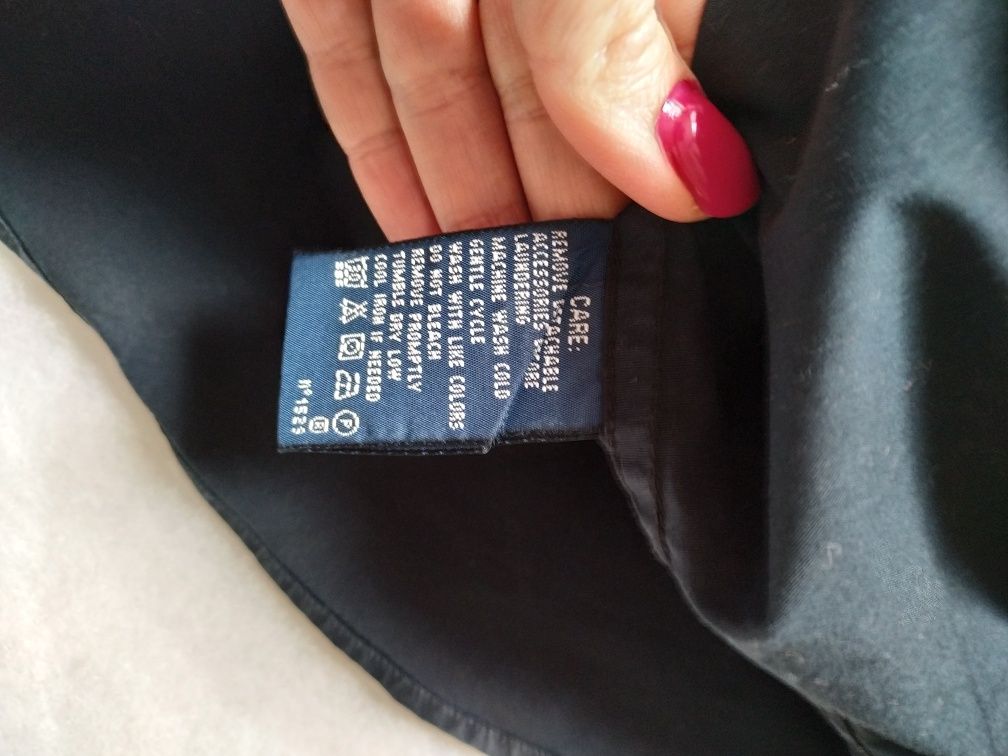 CARE:
REMOVE DETACHABLE
ACCESSORIES BEFORE
LAUNDERING
MACHINE WASH COLD
GENTLE CYCLE
WASH WITH LIKE COLORS
DO NOT BLEACH
REMOVE PROMPTLY
TUMBLE DRY LOW
COOL IRON IF NEEDED
P
R